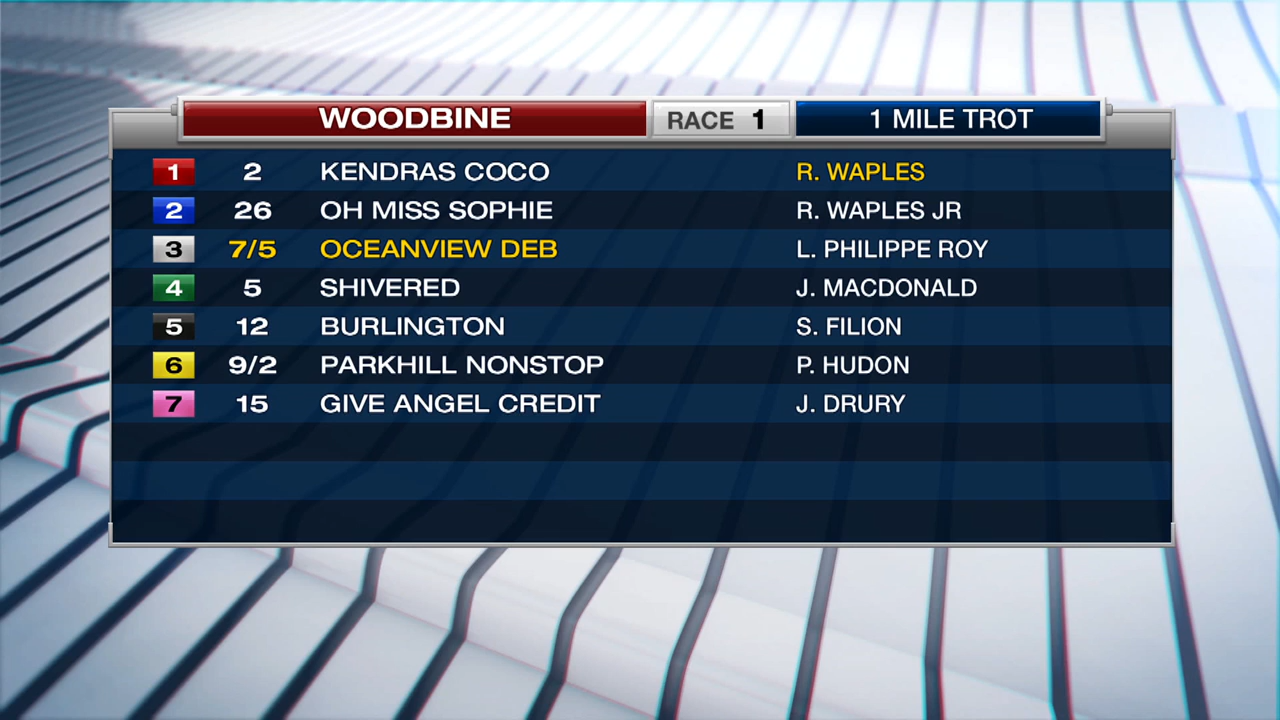 WOODBINE RACE 1 1 MILE TROT
1 2 KENDRAS COCO R. WAPLES
2 26 OH MISS SOPHIE R. WAPLES JR
3 7/5 OCEANVIEW DEB L. PHILIPPE ROY
4 5 SHIVERED J. MACDONALD
5 12 BURLINGTON S. FILION
6 9/2 PARKHILL NONSTOP P. HUDON
7 15 GIVE ANGEL CREDIT J. DRURY